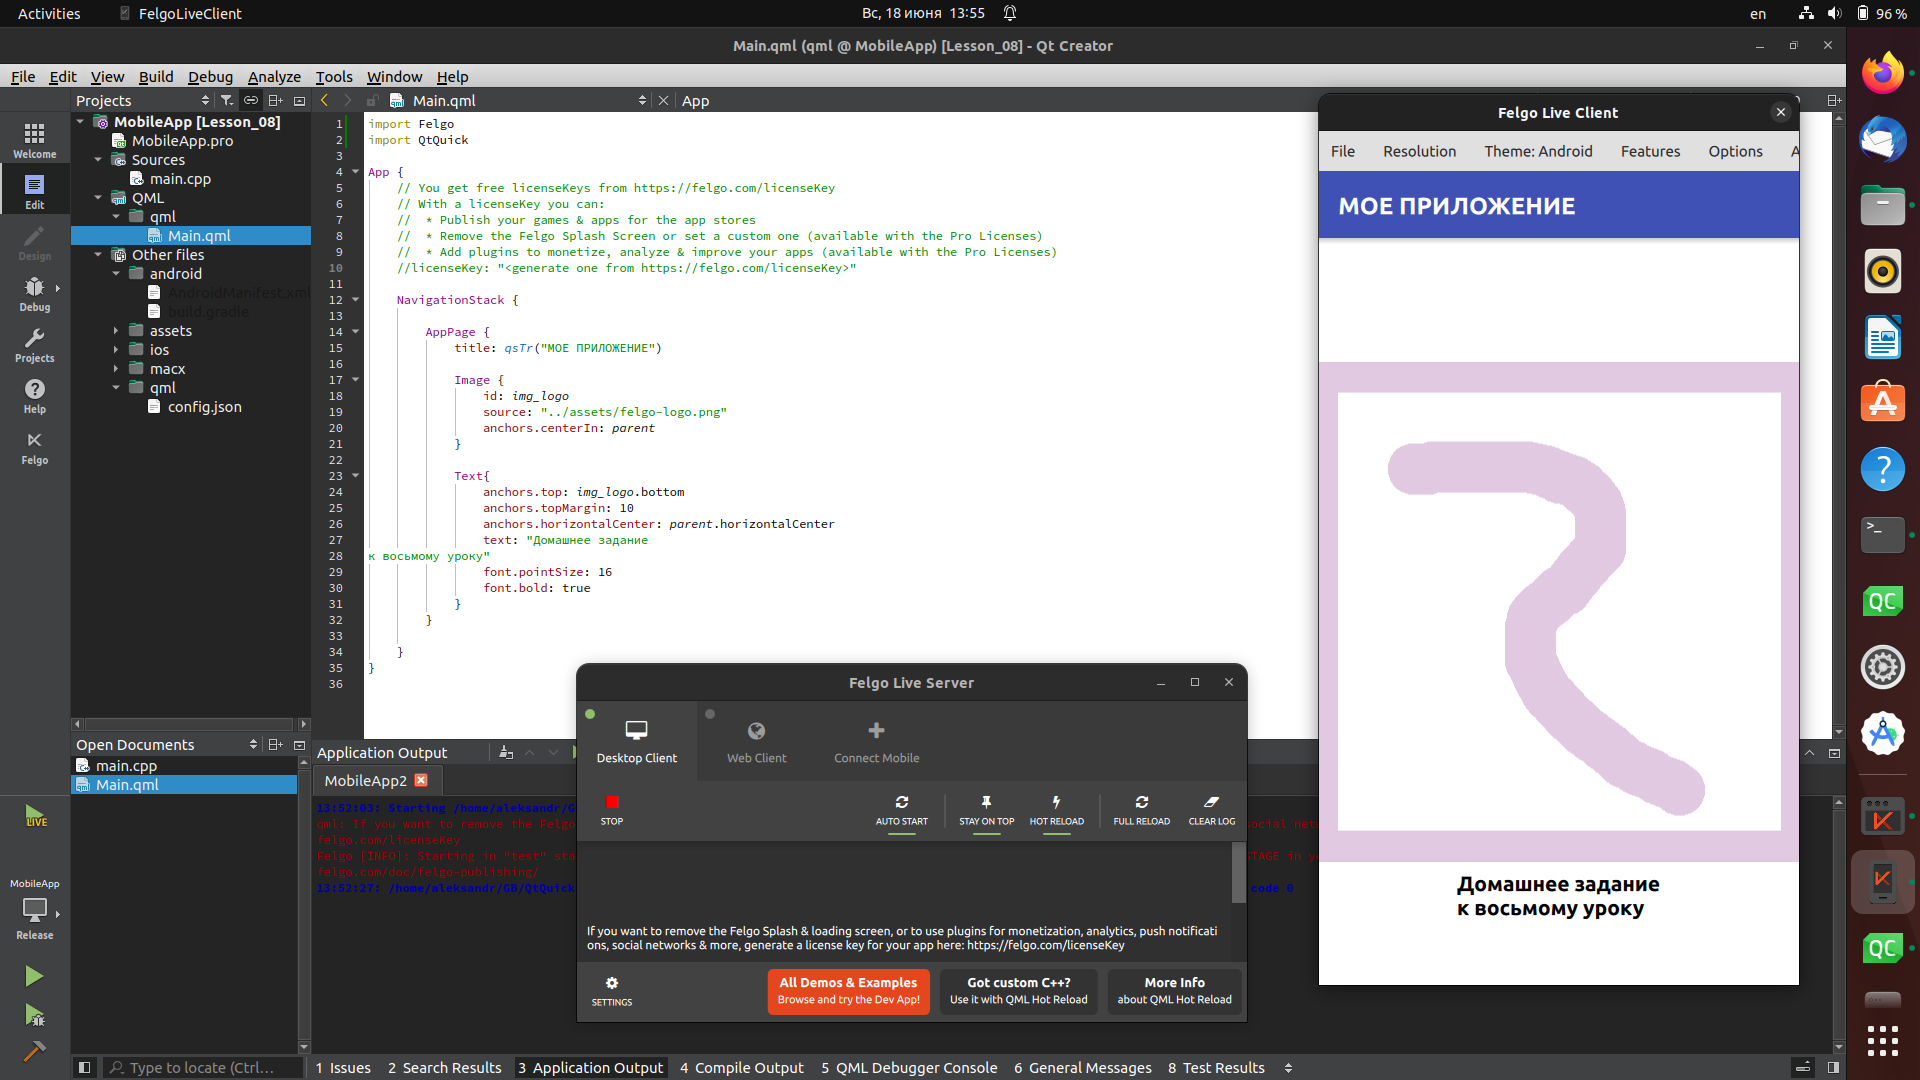 Activities
FelgoLiveClient
Вс, 18 июня 13:55
en
96 %
Main.qml (qml @ MobileApp) [Lesson_08] - Qt Creator
File Edit View Build Debug Analyze Tools Window Help
Projects
Main.qml
App
Welcome
Edit
Design
Debug
Projects
Help
Felgo
MobileApp [Lesson_08]
MobileApp.pro
Sources
main.cpp
QML
qml
Main.qml
Other files
android
AndroidManifest.xml
build.gradle
assets
ios
macx
qml
config.json
1 import Felgo
2 import QtQuick
3
4 App {
5 // You get free licenseKeys from https://felgo.com/licenseKey
6 // With a licenseKey you can:
7 //  * Publish your games & apps for the app stores
8 //  * Remove the Felgo Splash Screen or set a custom one (available with the Pro Licenses)
9 //  * Add plugins to monetize, analyze & improve your apps (available with the Pro Licenses)
10 //licenseKey: "<generate one from https://felgo.com/licenseKey>"
11
12 NavigationStack {
13
14 AppPage {
15 title: qsTr("МОЕ ПРИЛОЖЕНИЕ")
16
17 Image {
18 id: img_logo
19 source: "../assets/felgo-logo.png"
20 anchors.centerIn: parent
21 }
22
23 Text{
24 anchors.top: img_logo.bottom
25 anchors.topMargin: 10
26 anchors.horizontalCenter: parent.horizontalCenter
27 text: "Домашнее задание
28 к восьмому уроку"
29 font.pointSize: 16
30 font.bold: true
31 }
32 }
33
34 }
35 }
36
Open Documents
main.cpp
Main.qml
LIVE
MobileApp
Release
Type to locate (Ctrl...
Application Output
MobileApp2
13:52:03: Starting /home/aleksandr/G
qml: If you want to remove the Felgo
ocial net
felgo.com/licenseKey
Felgo [INFO]: Starting in "test" sta
STAGE in y
felgo.com/doc/felgo-publishing/
13:52:27: /home/aleksandr/GB/QtQuick
code 0
1 Issues
2 Search Results
3 Application Output
4 Compile Output
5 QML Debugger Console
6 General Messages
8 Test Results
Felgo Live Server
Desktop Client
Web Client
Connect Mobile
STOP
AUTO START
STAY ON TOP
HOT RELOAD
FULL RELOAD
CLEAR LOG
If you want to remove the Felgo Splash & loading screen, or to use plugins for monetization, analytics, push notificati
ons, social networks & more, generate a license key for your app here: https://felgo.com/licenseKey
SETTINGS
All Demos & Examples
Browse and try the Dev App!
Got custom C++?
Use it with QML Hot Reload
More Info
about QML Hot Reload
Felgo Live Client
File Resolution Theme: Android Features Options A
МОЕ ПРИЛОЖЕНИЕ
Домашнее задание
к восьмому уроку
QC
QC